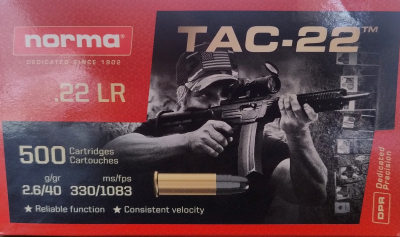 norma®
DEDICATED SINCE 1902
TAC-22™
.22 LR
500 Cartridges
Cartouches
g/gr ms/fps
2.6/40 330/1083
★ Reliable function ★ Consistent velocity
DPR Dedicated
Precision